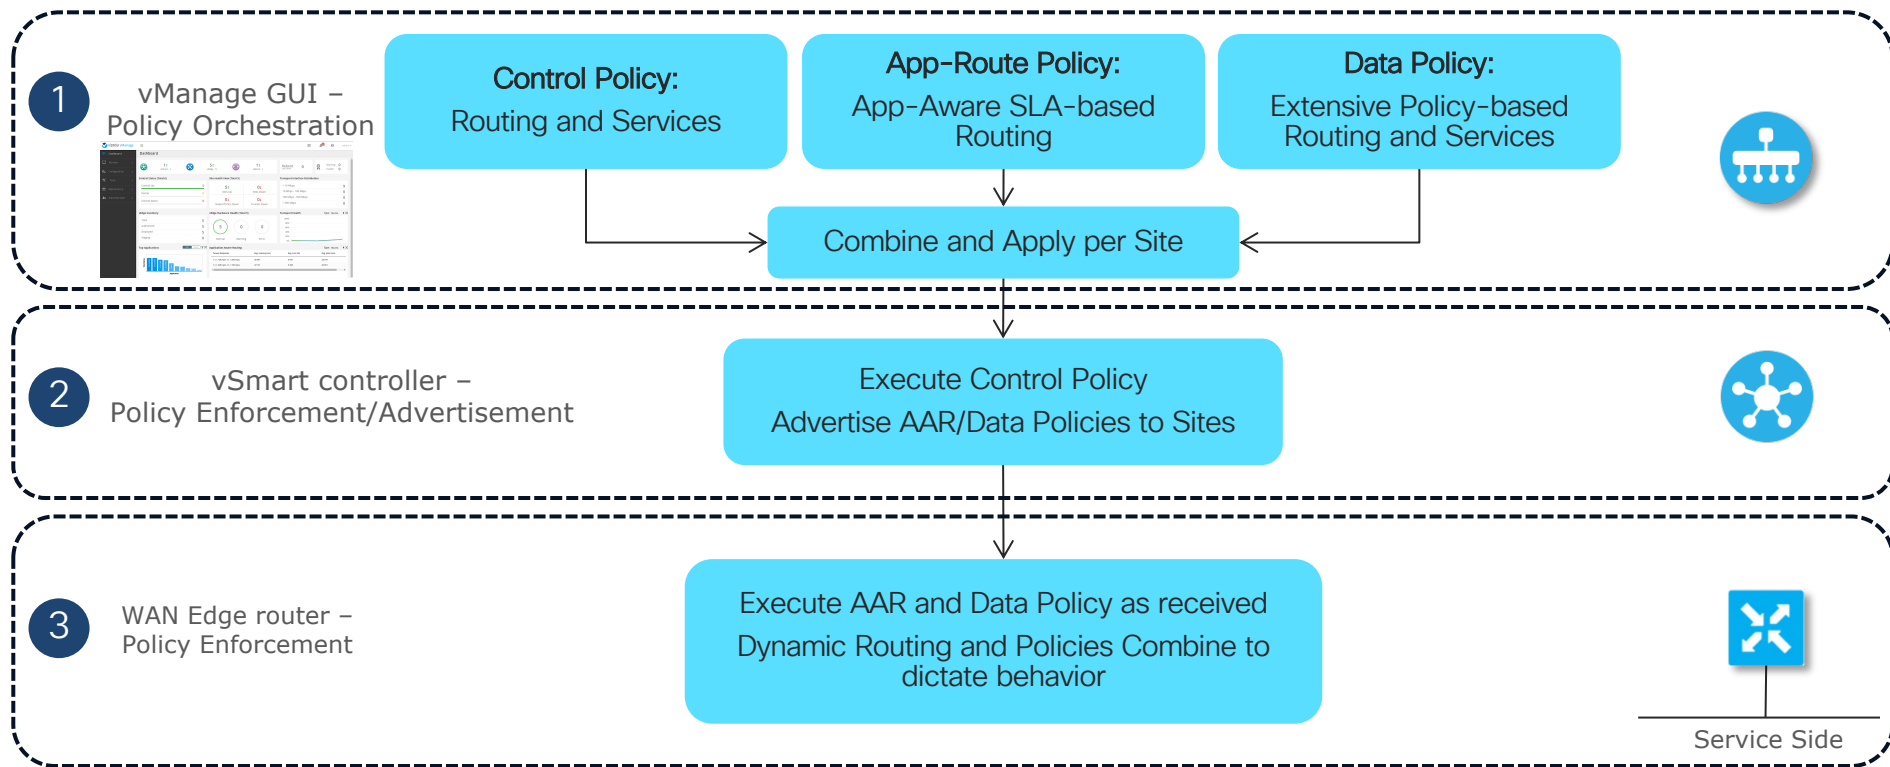 1
vManage GUI –
Policy Orchestration
Control Policy:
Routing and Services
App-Route Policy:
App-Aware SLA-based
Routing
Data Policy:
Extensive Policy-based
Routing and Services
Dashboard
Combine and Apply per Site
2
vSmart controller –
Policy Enforcement/Advertisement
Execute Control Policy
Advertise AAR/Data Policies to Sites
3
WAN Edge router –
Policy Enforcement
Execute AAR and Data Policy as received
Dynamic Routing and Policies Combine to
dictate behavior
Service Side